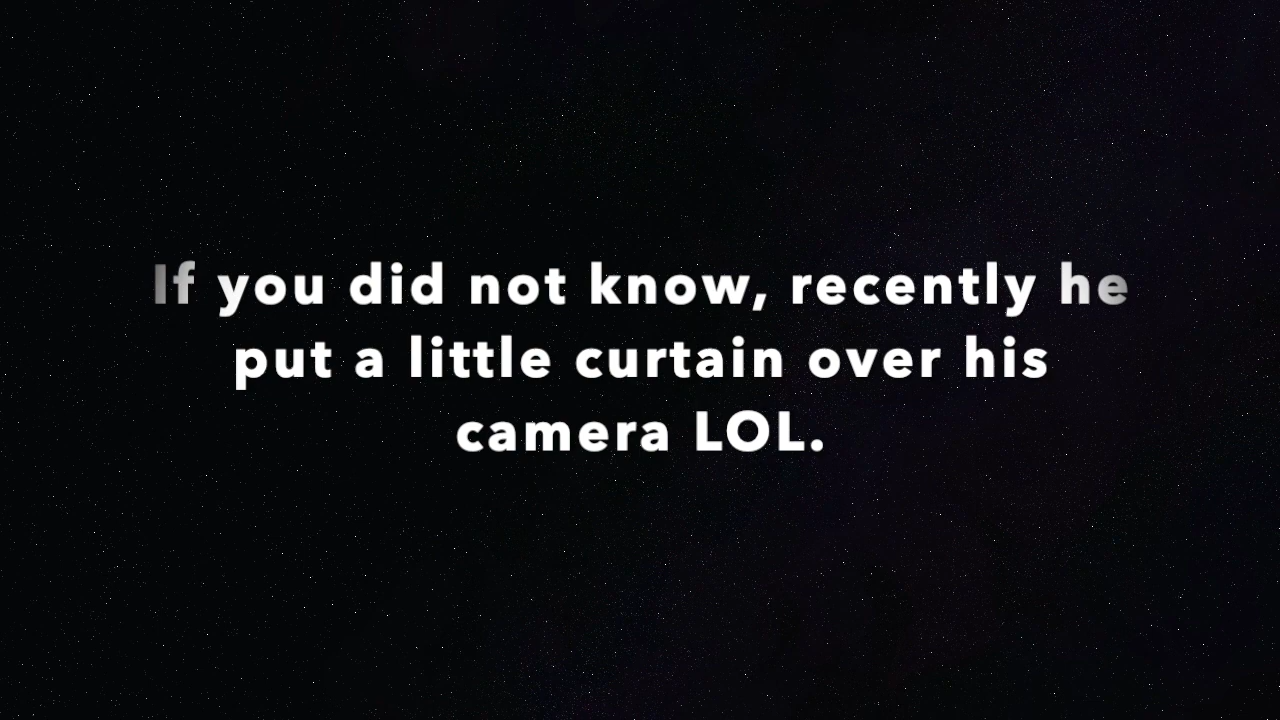 If you did not know, recently he
put a little curtain over his
camera LOL.